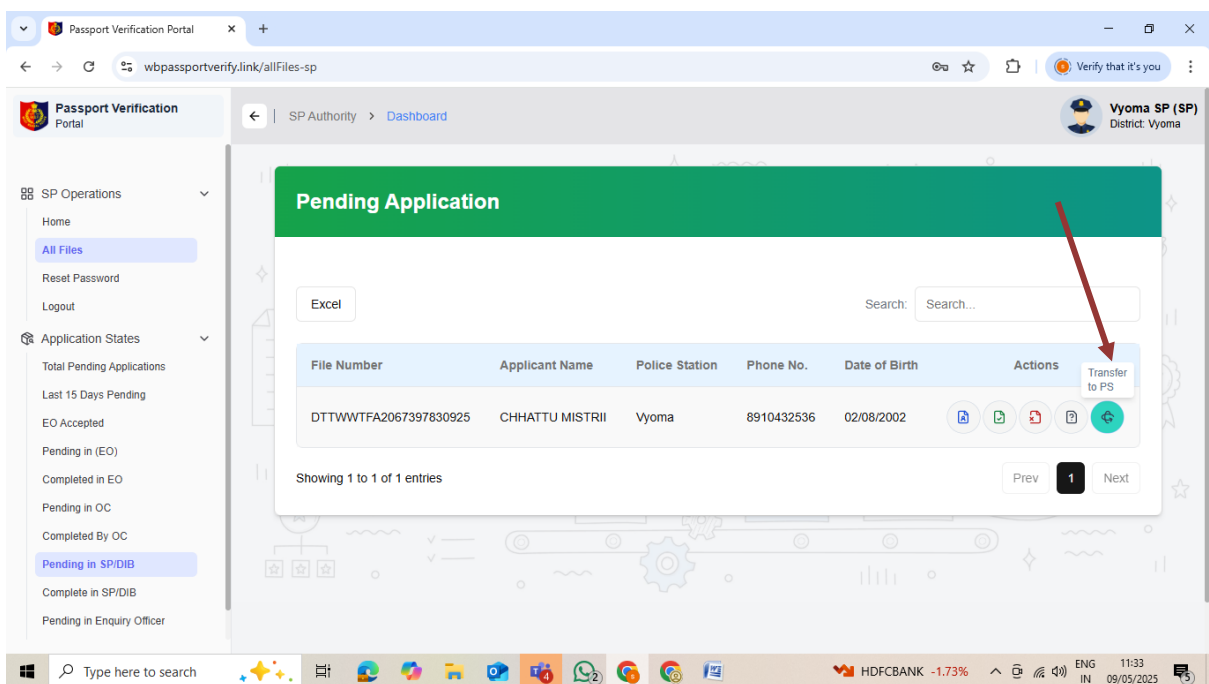 Passport Verification Portal
wbpassportverify.link/allFiles-sp
Verify that it's you
Passport Verification
Portal
SP Authority > Dashboard
Vyoma SP (SP)
District: Vyoma
SP Operations
Home
All Files
Reset Password
Logout
Application States
Total Pending Applications
Last 15 Days Pending
EO Accepted
Pending in (EO)
Completed in EO
Pending in OC
Completed By OC
Pending in SP/DIB
Complete in SP/DIB
Pending in Enquiry Officer
Pending Application
Excel
Search: Search...
File Number Applicant Name Police Station Phone No. Date of Birth Actions
Transfer
to PS
DTTWWTFA2067397830925 CHHATTU MISTRII Vyoma 8910432536 02/08/2002
Showing 1 to 1 of 1 entries
Prev 1 Next
Type here to search
HDFCBANK -1.73%
ENG 11:33
IN 09/05/2025